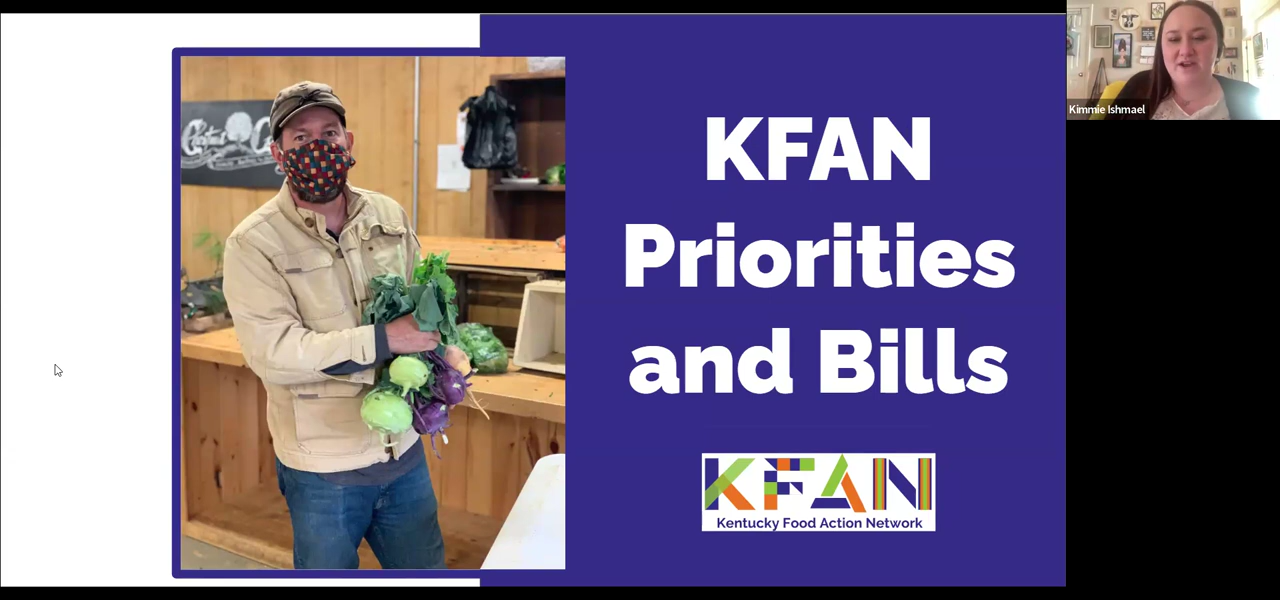 KFAN
Priorities
and Bills
KFAN
Kentucky Food Action Network
Kimmie Ishmael